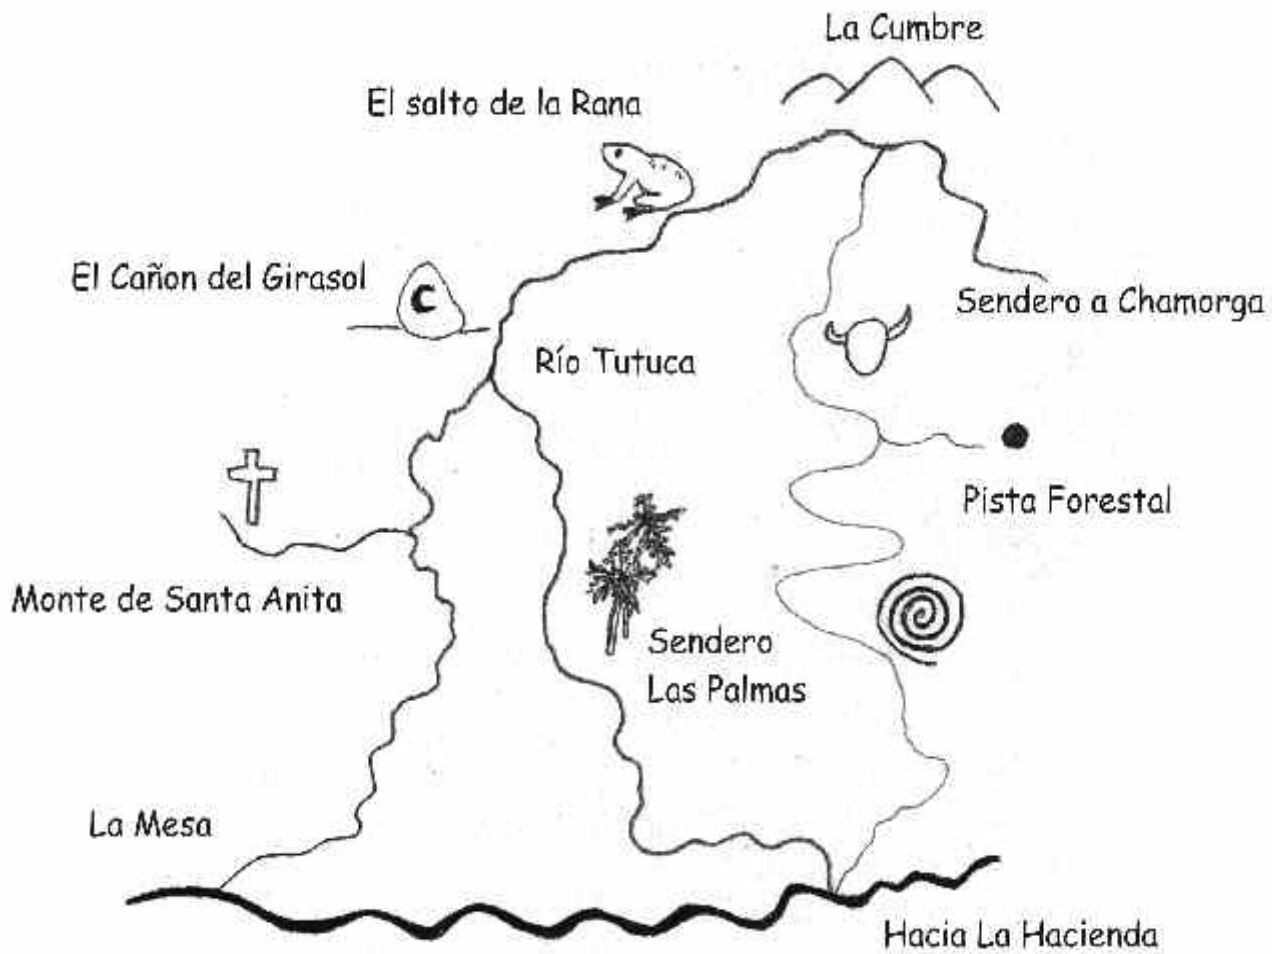 La Cumbre
El salto de la Rana
El Cañon del Girasol
C
Sendero a Chamorga
Río Tutuca
Pista Forestal
Monte de Santa Anita
Sendero
Las Palmas
La Mesa
Hacia La Hacienda